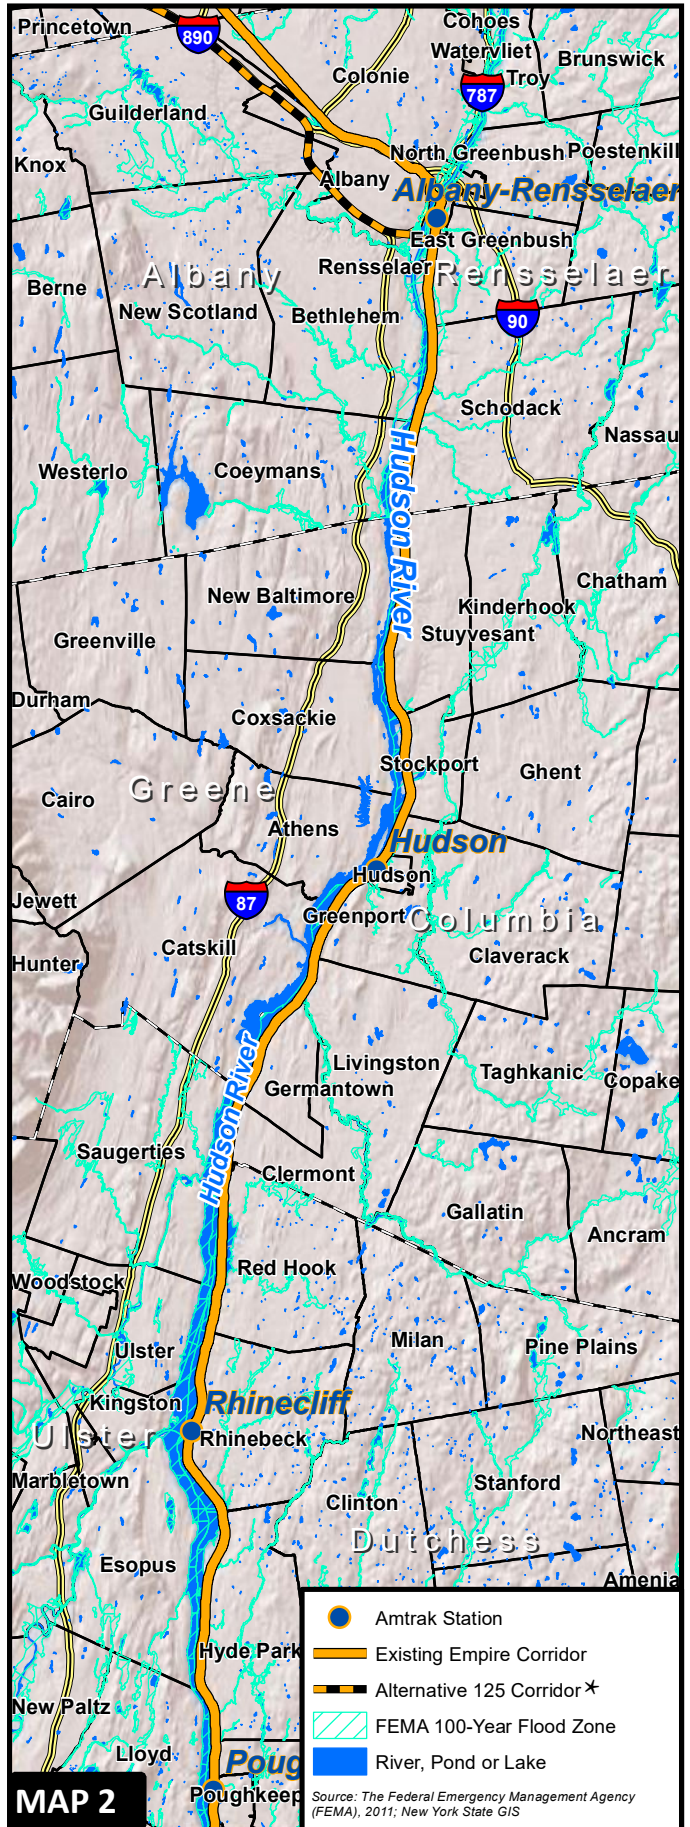 Princetown
890
Cohoes
Watervliet
Brunswick
Colonie
Troy
787
Guilderland
Knox
North Greenbush
Poestenkill
Albany
Albany-Rensselaer
East Greenbush
Rensselaer
Albany
Rensselaer
Berne
New Scotland
Bethlehem
90
Schodack
Nassau
Hudson River
Westerlo
Coeymans
New Baltimore
Chatham
Kinderhook
Stuyvesant
Greenville
Durham
Coxsackie
Stockport
Ghent
Greene
Cairo
Athens
Hudson
Hudson
Jewett
87
Greenport
Columbia
Catskill
Claverack
Hunter
Hudson River
Livingston
Taghkanic
Copake
Germantown
Saugerties
Clermont
Gallatin
Ancram
Red Hook
Woodstock
Milan
Pine Plains
Ulster
Kingston
Rhinecliff
Ulster
Rhinebeck
Northeast
Marbletown
Stanford
Clinton
Dutchess
Esopus
Amenia
Hyde Park
New Paltz
Lloyd
Poug
Poughkeep
Amtrak Station
Existing Empire Corridor
Alternative 125 Corridor*
FEMA 100-Year Flood Zone
River, Pond or Lake
Source: The Federal Emergency Management Agency
(FEMA), 2011; New York State GIS
MAP 2